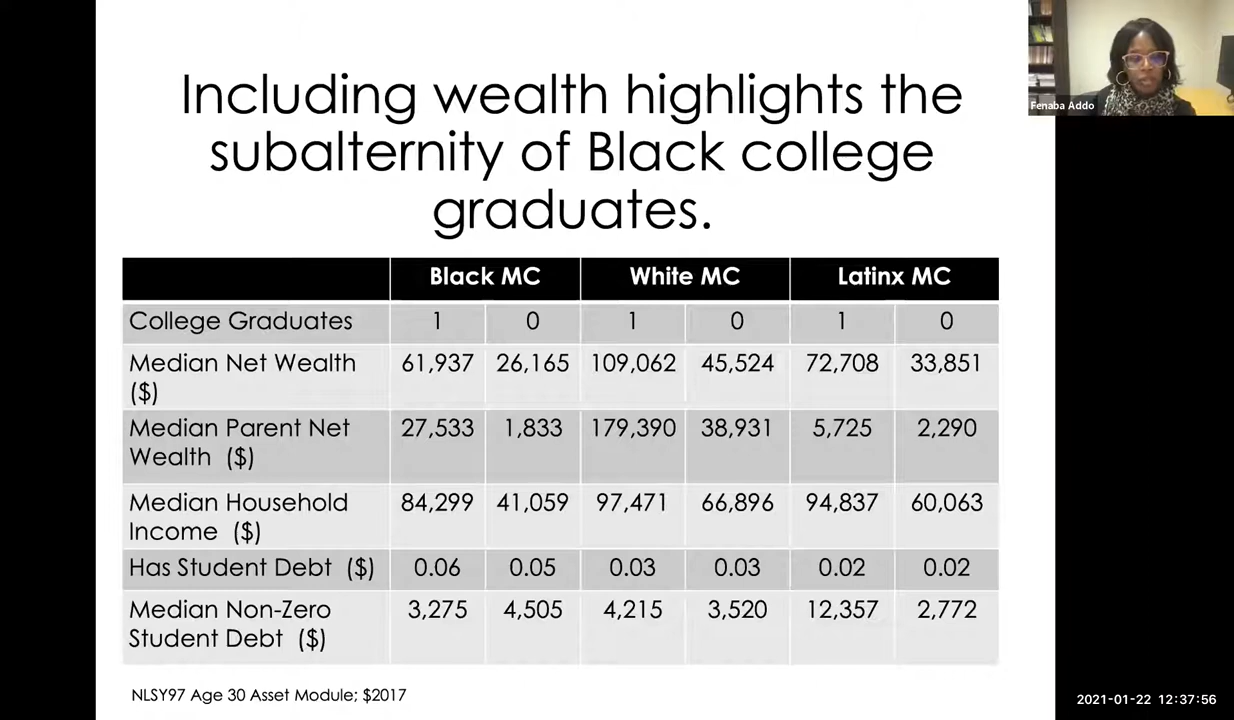 Including wealth highlights the
subalternity of Black college
graduates.
Fenaba Addo
Black MC White MC Latinx MC
College Graduates 1 0 1 0 1 0
Median Net Wealth 61,937 26,165 109,062 45,524 72,708 33,851
($)
Median Parent Net 27,533 1,833 179,390 38,931 5,725 2,290
Wealth ($)
Median Household 84,299 41,059 97,471 66,896 94,837 60,063
Income ($)
Has Student Debt ($) 0.06 0.05 0.03 0.03 0.02 0.02
Median Non-Zero 3,275 4,505 4,215 3,520 12,357 2,772
Student Debt ($)
NLSY97 Age 30 Asset Module; $2017
2021-01-22 12:37:56